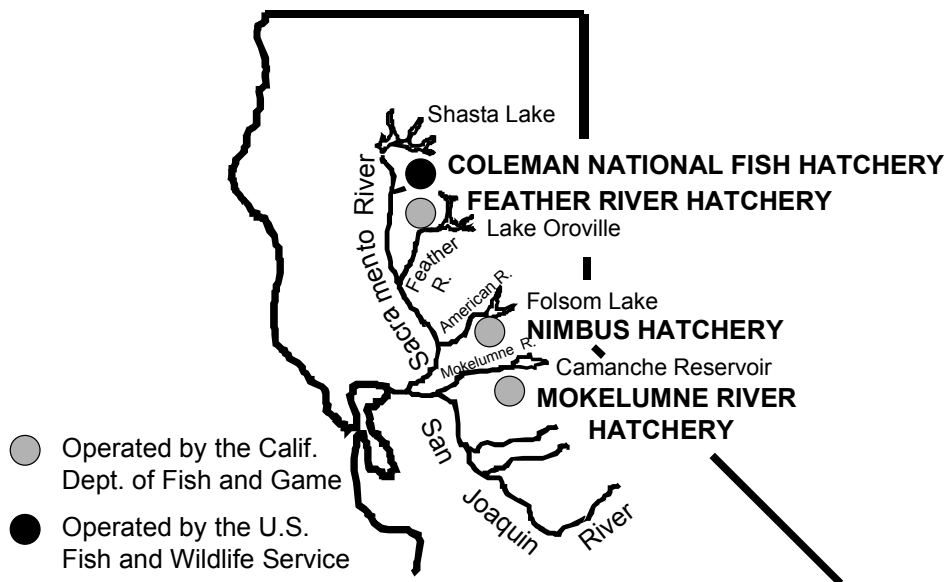 Shasta Lake
COLEMAN NATIONAL FISH HATCHERY
FEATHER RIVER HATCHERY
Lake Oroville
Sacramento River
Feather
R.
American R.
Folsom Lake
NIMBUS HATCHERY
Mokelumne R.
Camanche Reservoir
MOKELUMNE RIVER
HATCHERY
San
Joaquin
River
Operated by the Calif.
Dept. of Fish and Game
Operated by the U.S.
Fish and Wildlife Service